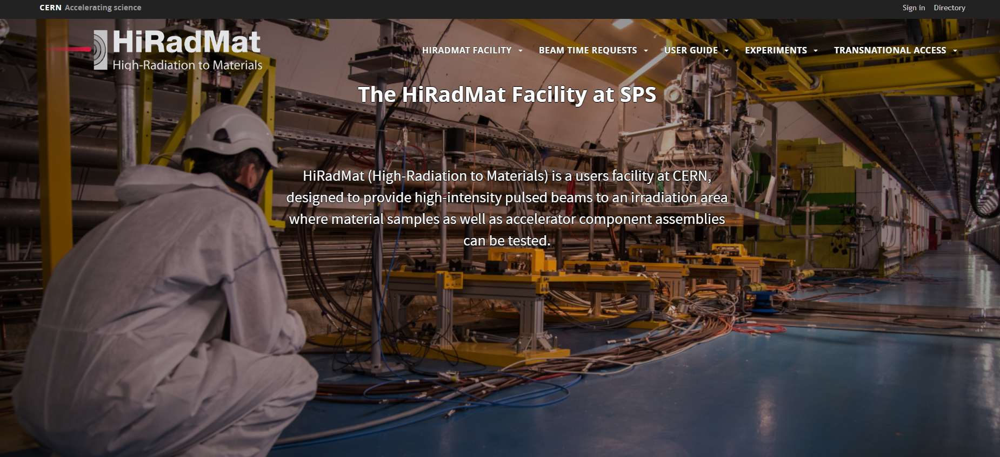 CERN Accelerating science
Sign in Directory
HiRadMat
High-Radiation to Materials
HIRADMAT FACILITY BEAM TIME REQUESTS USER GUIDE EXPERIMENTS TRANSNATIONAL ACCESS
The HiRadMat Facility at SPS
HiRadMat (High-Radiation to Materials) is a users facility at CERN,
designed to provide high-intensity pulsed beams to an irradiation area
where material samples as well as accelerator component assemblies
can be tested.